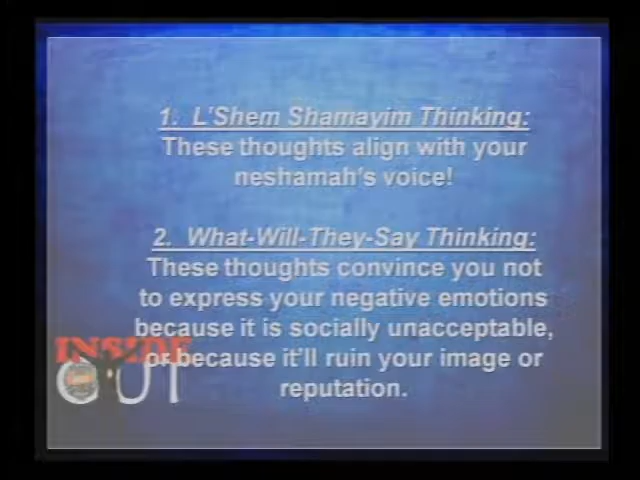 1. L'Shem Shamayim Thinking:
These thoughts align with your
neshamah's voice!
2. What-Will-They-Say Thinking:
These thoughts convince you not
to express your negative emotions
because it is socially unacceptable,
or because it'll ruin your image or
reputation.
INSIDE
OUT